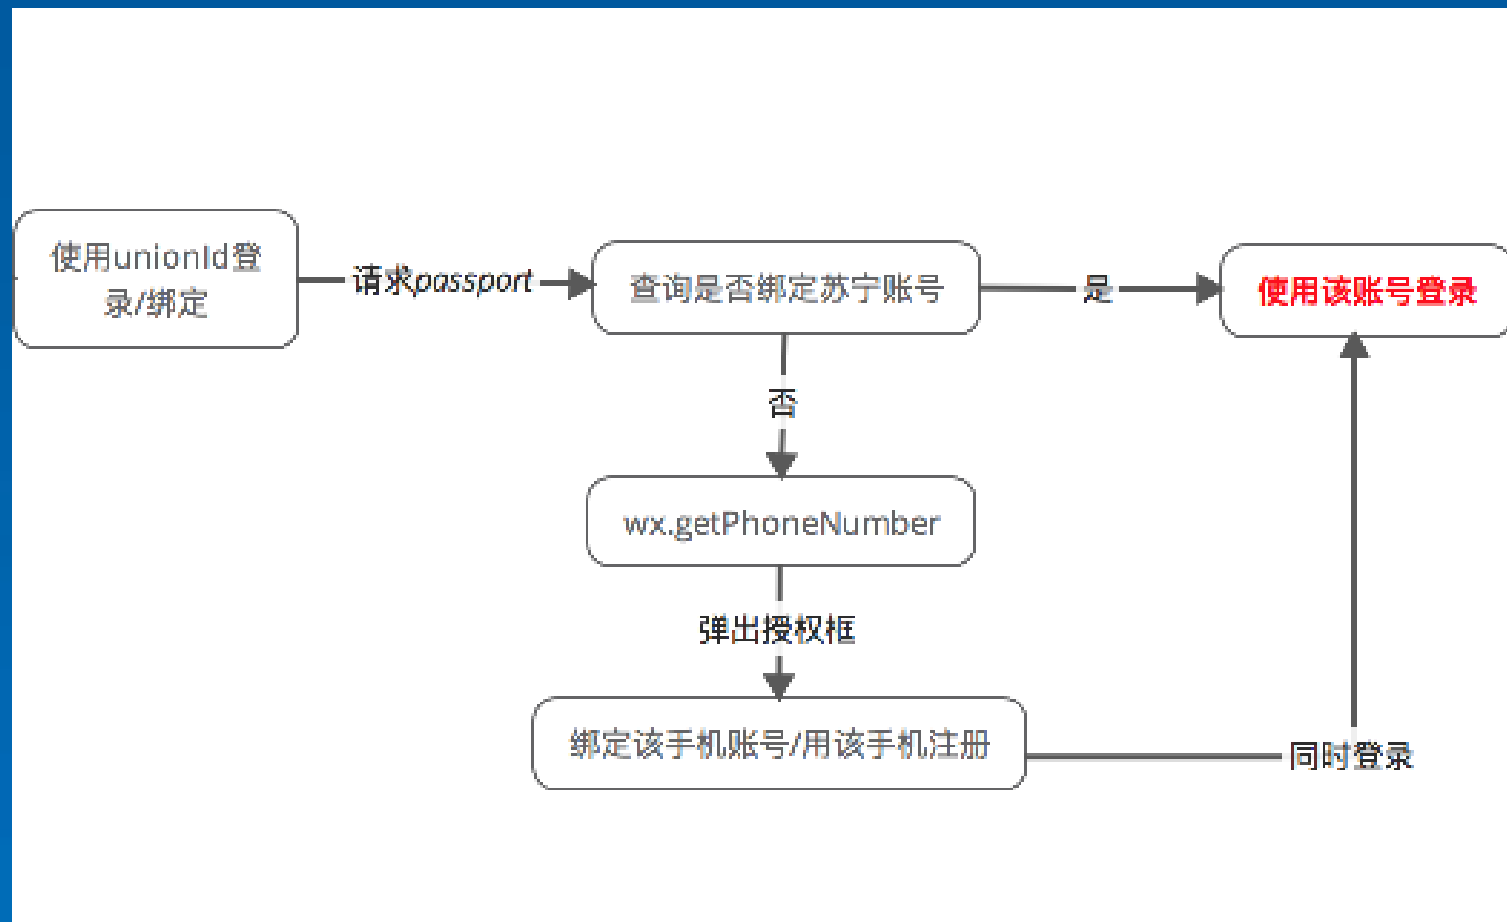 使用unionId登
录/绑定
请求passport
查询是否绑定苏宁账号
是
使用该账号登录
否
wx.getPhoneNumber
弹出授权框
绑定该手机账号/用该手机注册
同时登录